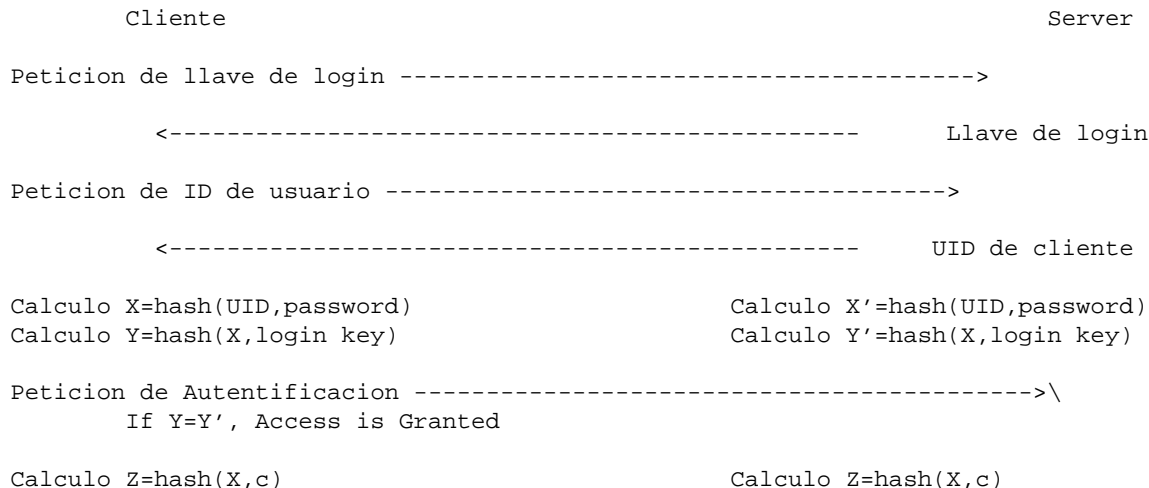 Cliente Server
Peticion de llave de login ---------------------------------------->
<------------------------------------------------ Llave de login
Peticion de ID de usuario --------------------------------------->
<------------------------------------------------ UID de cliente
Calculo X=hash(UID,password) Calculo X'=hash(UID,password)
Calculo Y=hash(X,login key) Calculo Y'=hash(X,login key)
Peticion de Autentificacion ------------------------------------------->\
If Y=Y', Access is Granted
Calculo Z=hash(X,c) Calculo Z=hash(X,c)